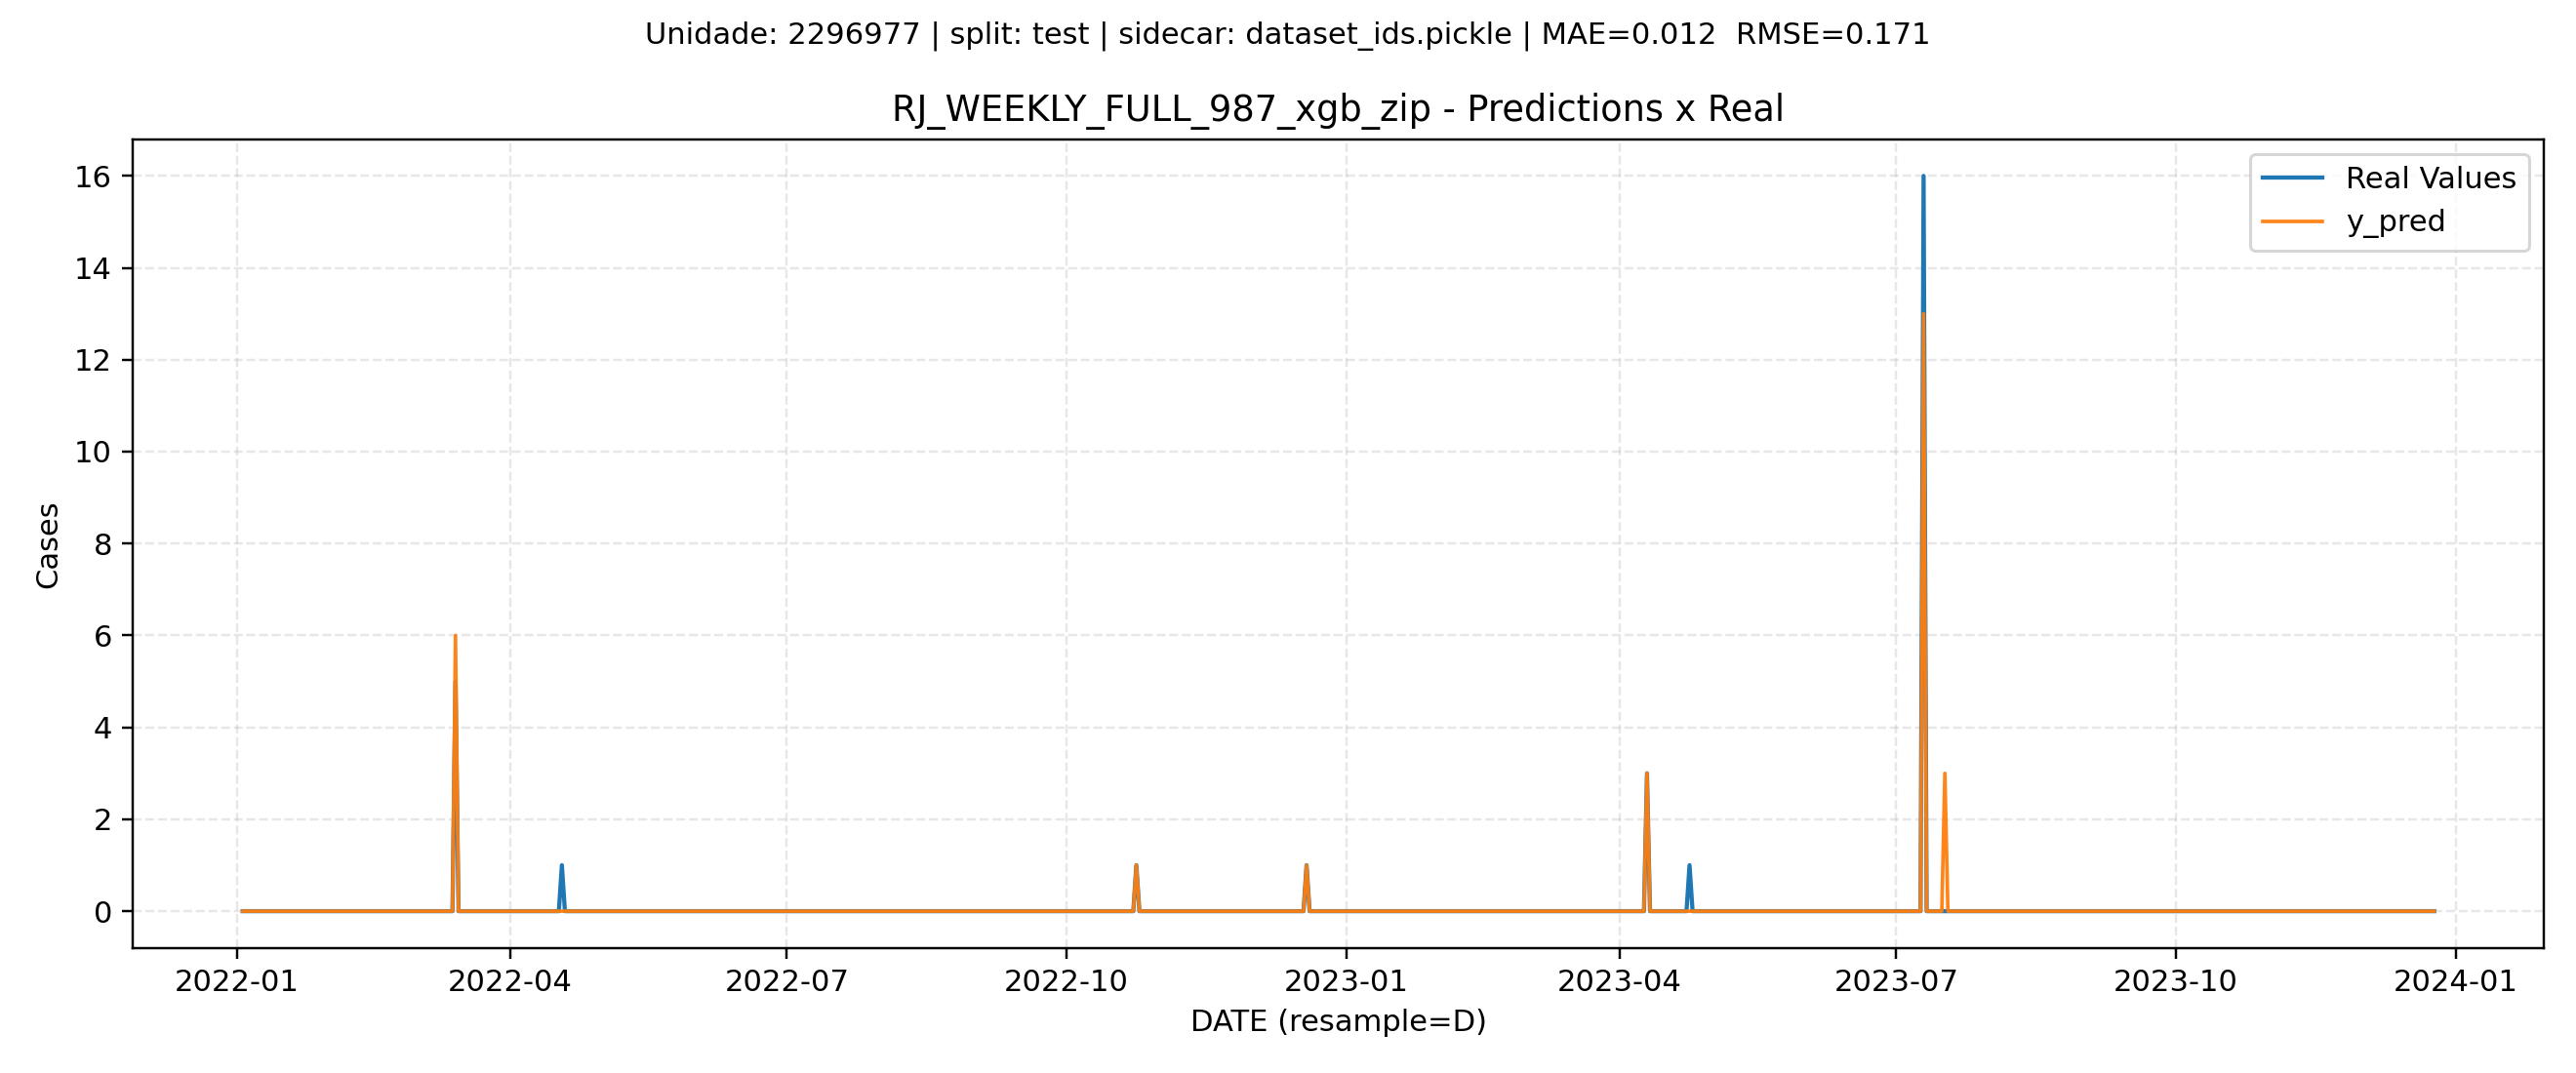 Unidade: 2296977 | split: test | sidecar: dataset_ids.pickle | MAE=0.012  RMSE=0.171
RJ_WEEKLY_FULL_987_xgb_zip - Predictions x Real
Real Values
y_pred
16
14
12
10
8
6
4
2
0
Cases
2022-01 2022-04 2022-07 2022-10 2023-01 2023-04 2023-07 2023-10 2024-01
DATE (resample=D)